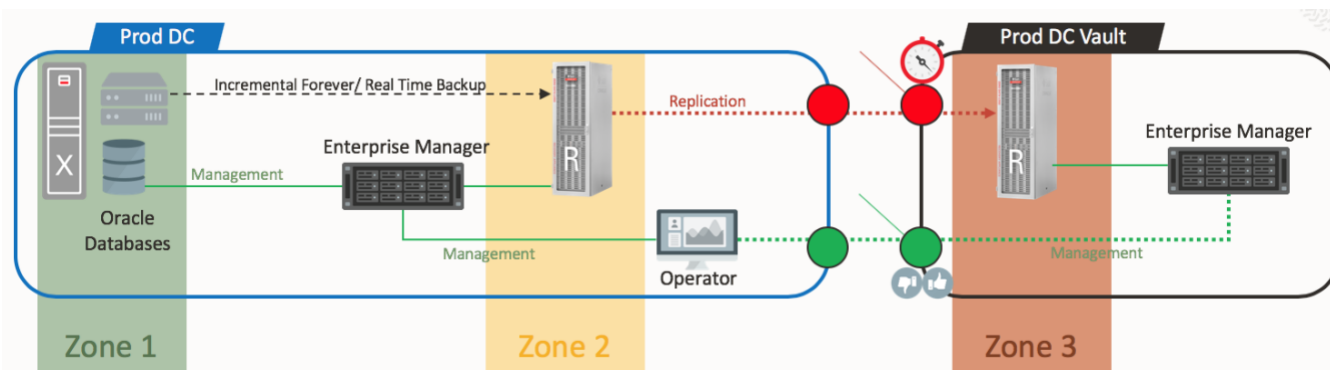 Prod DC
Prod DC Vault
Incremental Forever/ Real Time Backup
Replication
Enterprise Manager
Enterprise Manager
X
R
R
Management
Oracle
Databases
Management
Operator
Management
Zone 1
Zone 2
Zone 3